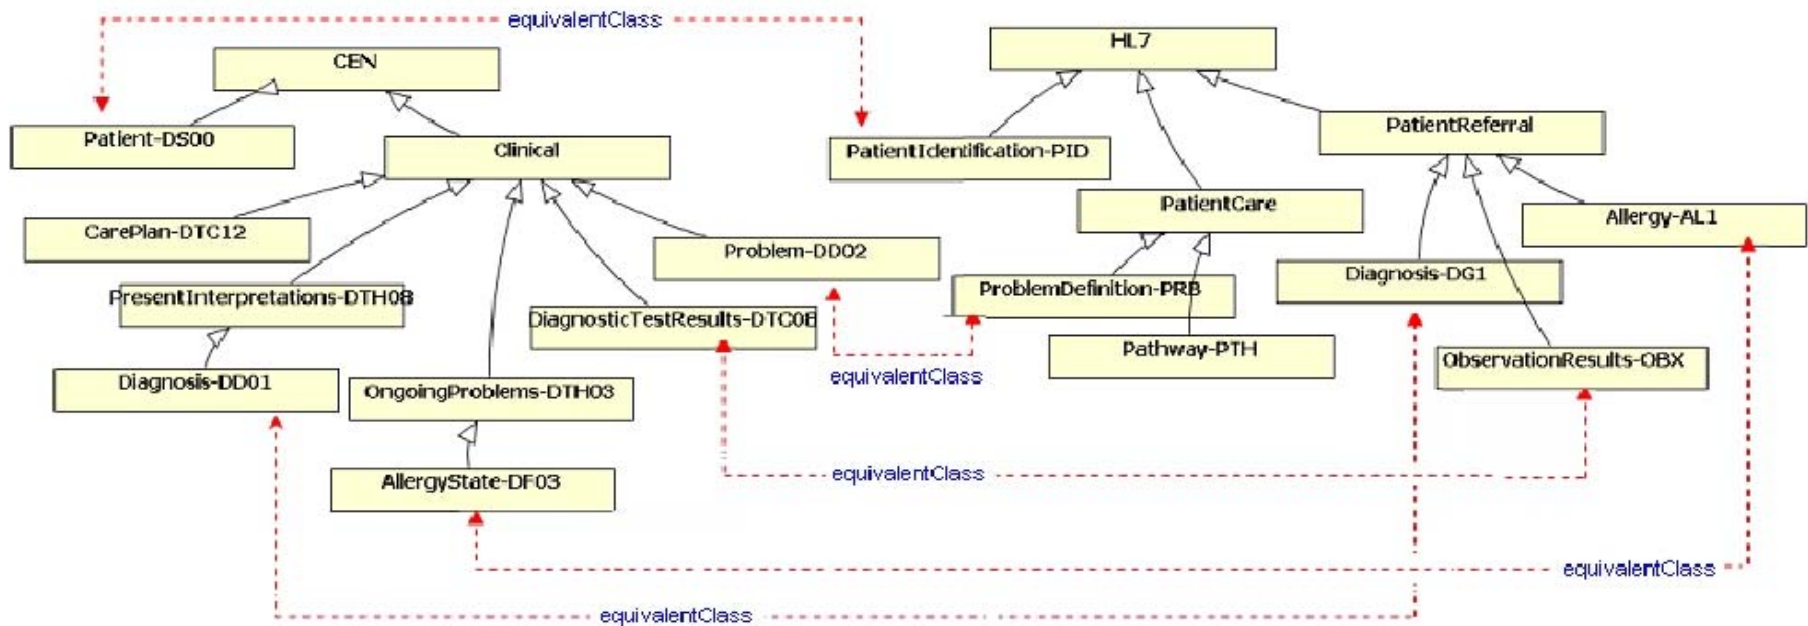 equivalentClass
CEN
HL7
Patient-DS00
Clinical
PatientIdentification-PID
PatientReferral
CarePlan-DTC12
Problem-DD02
PatientCare
Allergy-AL1
PresentInterpretations-DTH08
DiagnosticTestResults-DTC08
ProblemDefinition-PRB
Diagnosis-DG1
Pathway-PTH
ObservationResults-OBX
Diagnosis-DD01
OngoingProblems-DTH03
equivalentClass
AllergyState-DF03
equivalentClass
equivalentClass
equivalentClass